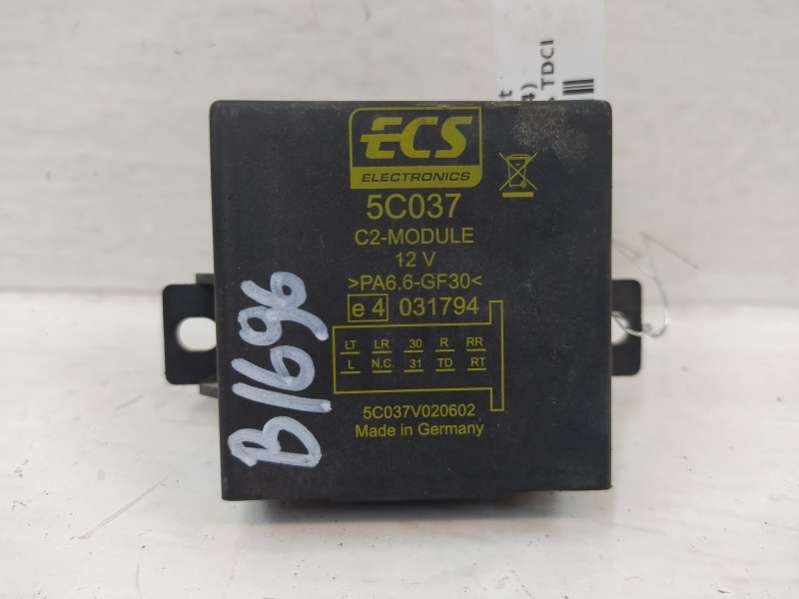 ECS
ELECTRONICS
5C037
C2-MODULE
12 V
>PA6.6-GF30<
e 4 031794
LT LR 30 R RR
L N.C. 31 TD RT
5C037V020602
Made in Germany
B1696
4)
TDCI